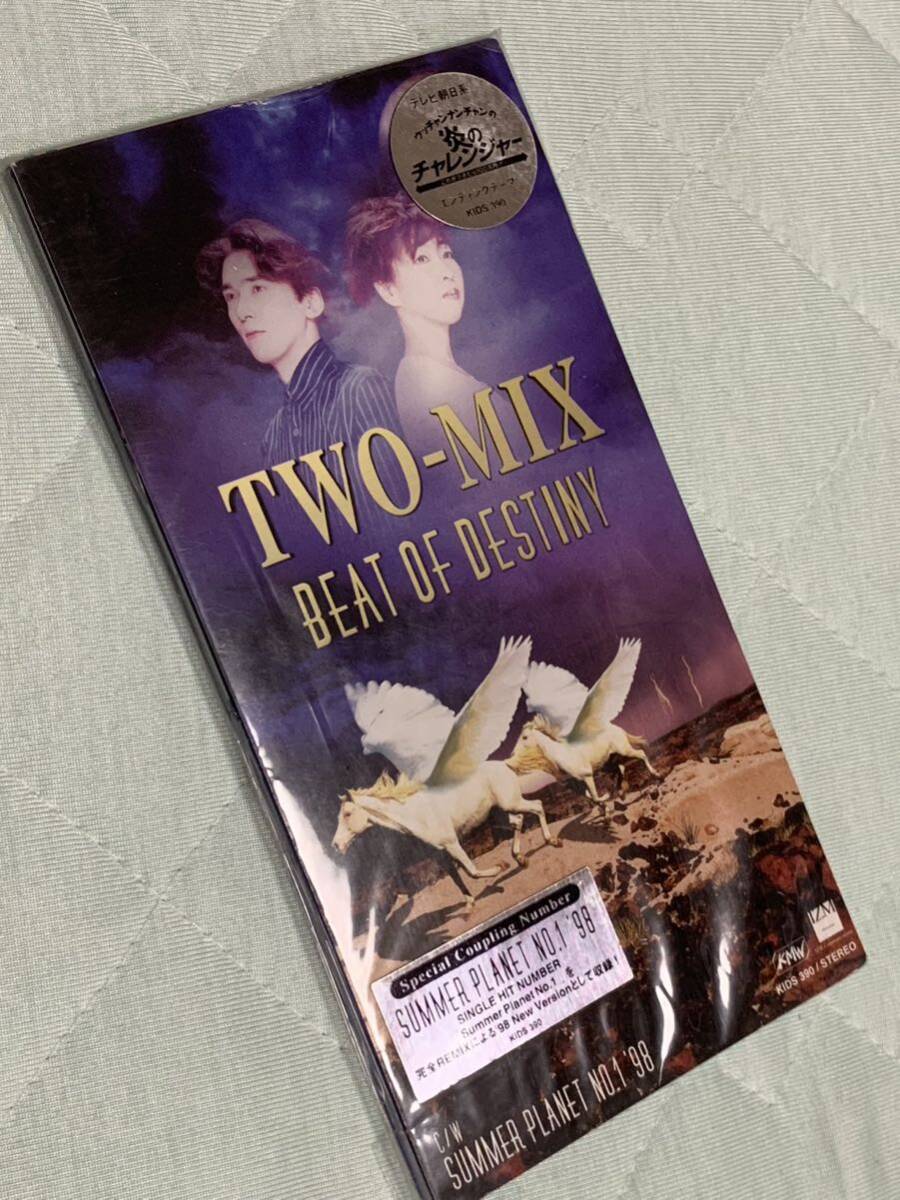 テレビ朝日系
ウッチャンナンチャンの
炎の
チャレンジャー
エンディングテーマ
KIDS 390
TWO-MIX
BEAT OF DESTINY
Special Coupling Number
SUMMER PLANET NO.1 '98
SINGLE HIT NUMBER
"Summer Planet No.1" を
完全REMIXによる'98 New Versionとして収録!
KIDS 390
KMW
IZM
KIDS 390 / STEREO
C/W
SUMMER PLANET NO.1 '98